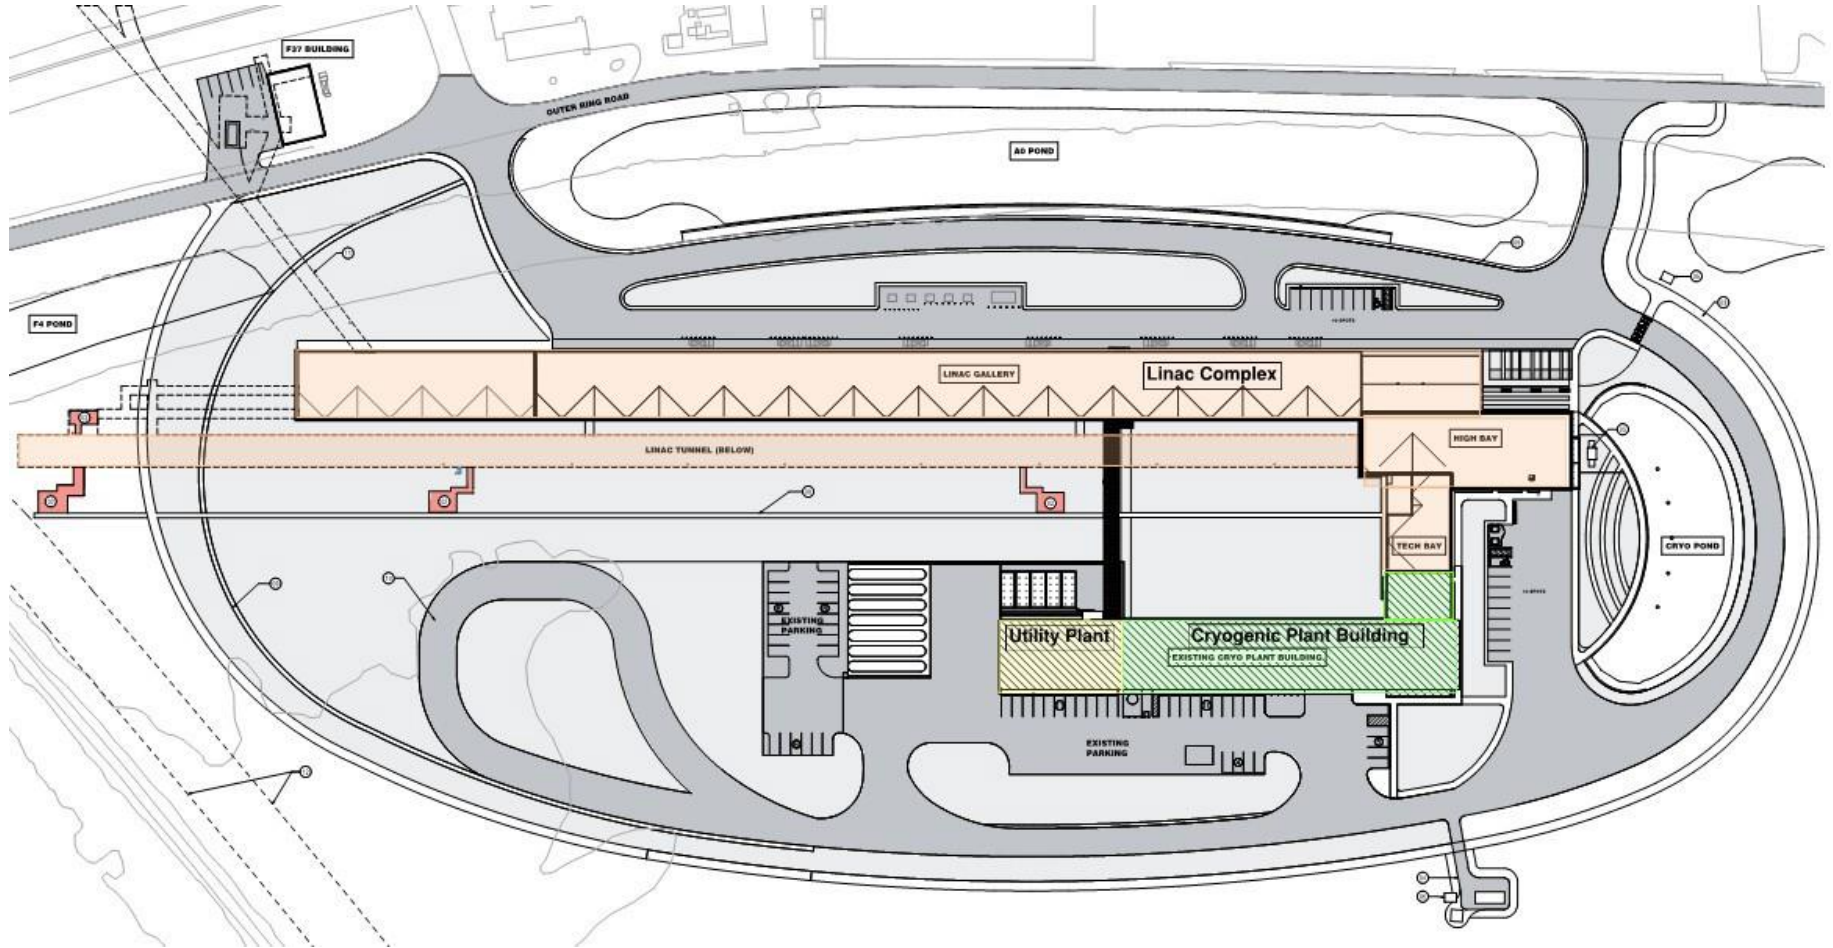 F37 BUILDING
OUTER RING ROAD
A0 POND
F4 POND
LINAC GALLERY
Linac Complex
HIGH BAY
LINAC TUNNEL (BELOW)
TECH BAY
CRYO POND
EXISTING
PARKING
Utility Plant
Cryogenic Plant Building
EXISTING CRYO PLANT BUILDING
EXISTING
PARKING